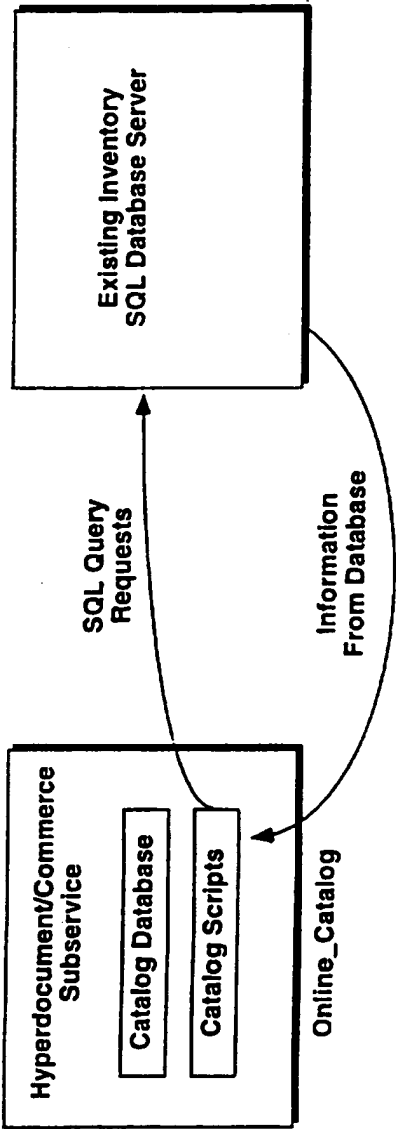 Hyperdocument/Commerce
Subservice
Catalog Database
Catalog Scripts
Online_Catalog
SQL Query
Requests
Information
From Database
Existing Inventory
SQL Database Server